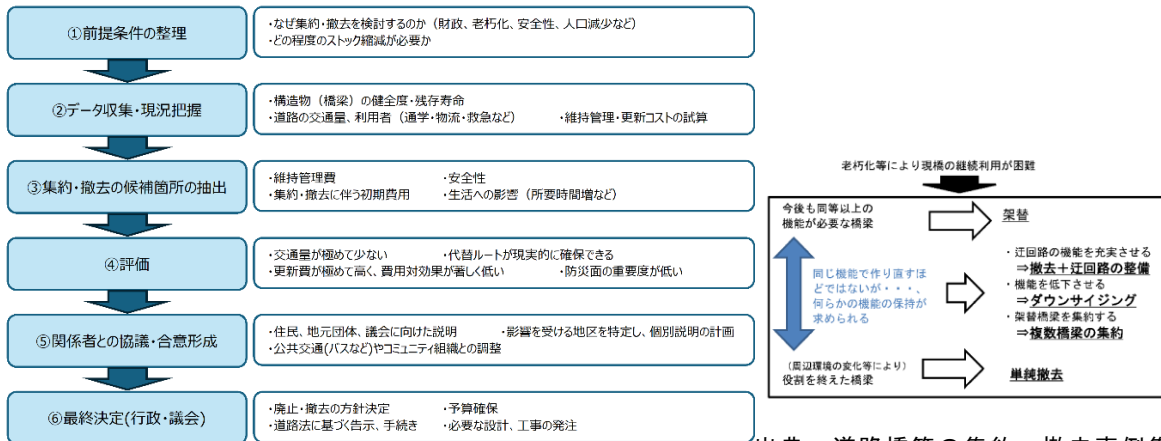 ①前提条件の整理
・なぜ集約・撤去を検討するのか（財政、老朽化、安全性、人口減少など）
・どの程度のストック縮減が必要か
②データ収集・現況把握
・構造物（橋梁）の健全度・残存寿命
・道路の交通量、利用者（通学・物流・救急など） ・維持管理・更新コストの試算
③集約・撤去の候補箇所の抽出
・維持管理費 ・安全性
・集約・撤去に伴う初期費用 ・生活への影響（所要時間増など）
④評価
・交通量が極めて少ない ・代替ルートが現実的に確保できる
・更新費が極めて高く、費用対効果が著しく低い ・防災面の重要度が低い
⑤関係者との協議・合意形成
・住民、地元団体、議会に向けた説明 ・影響を受ける地区を特定し、個別説明の計画
・公共交通(バスなど)やコミュニティ組織との調整
⑥最終決定(行政・議会)
・廃止・撤去の方針決定 ・予算確保
・道路法に基づく告示、手続き ・必要な設計、工事の発注
老朽化等により現橋の継続利用が困難
今後も同等以上の
機能が必要な橋梁
架替
同じ機能で作り直すほ
どではないが・・・、
何らかの機能の保持が
求められる
・迂回路の機能を充実させる
⇒撤去＋迂回路の整備
・機能を低下させる
⇒ダウンサイジング
・架替橋梁を集約する
⇒複数橋梁の集約
（周辺環境の変化等により）
役割を終えた橋梁
単純撤去